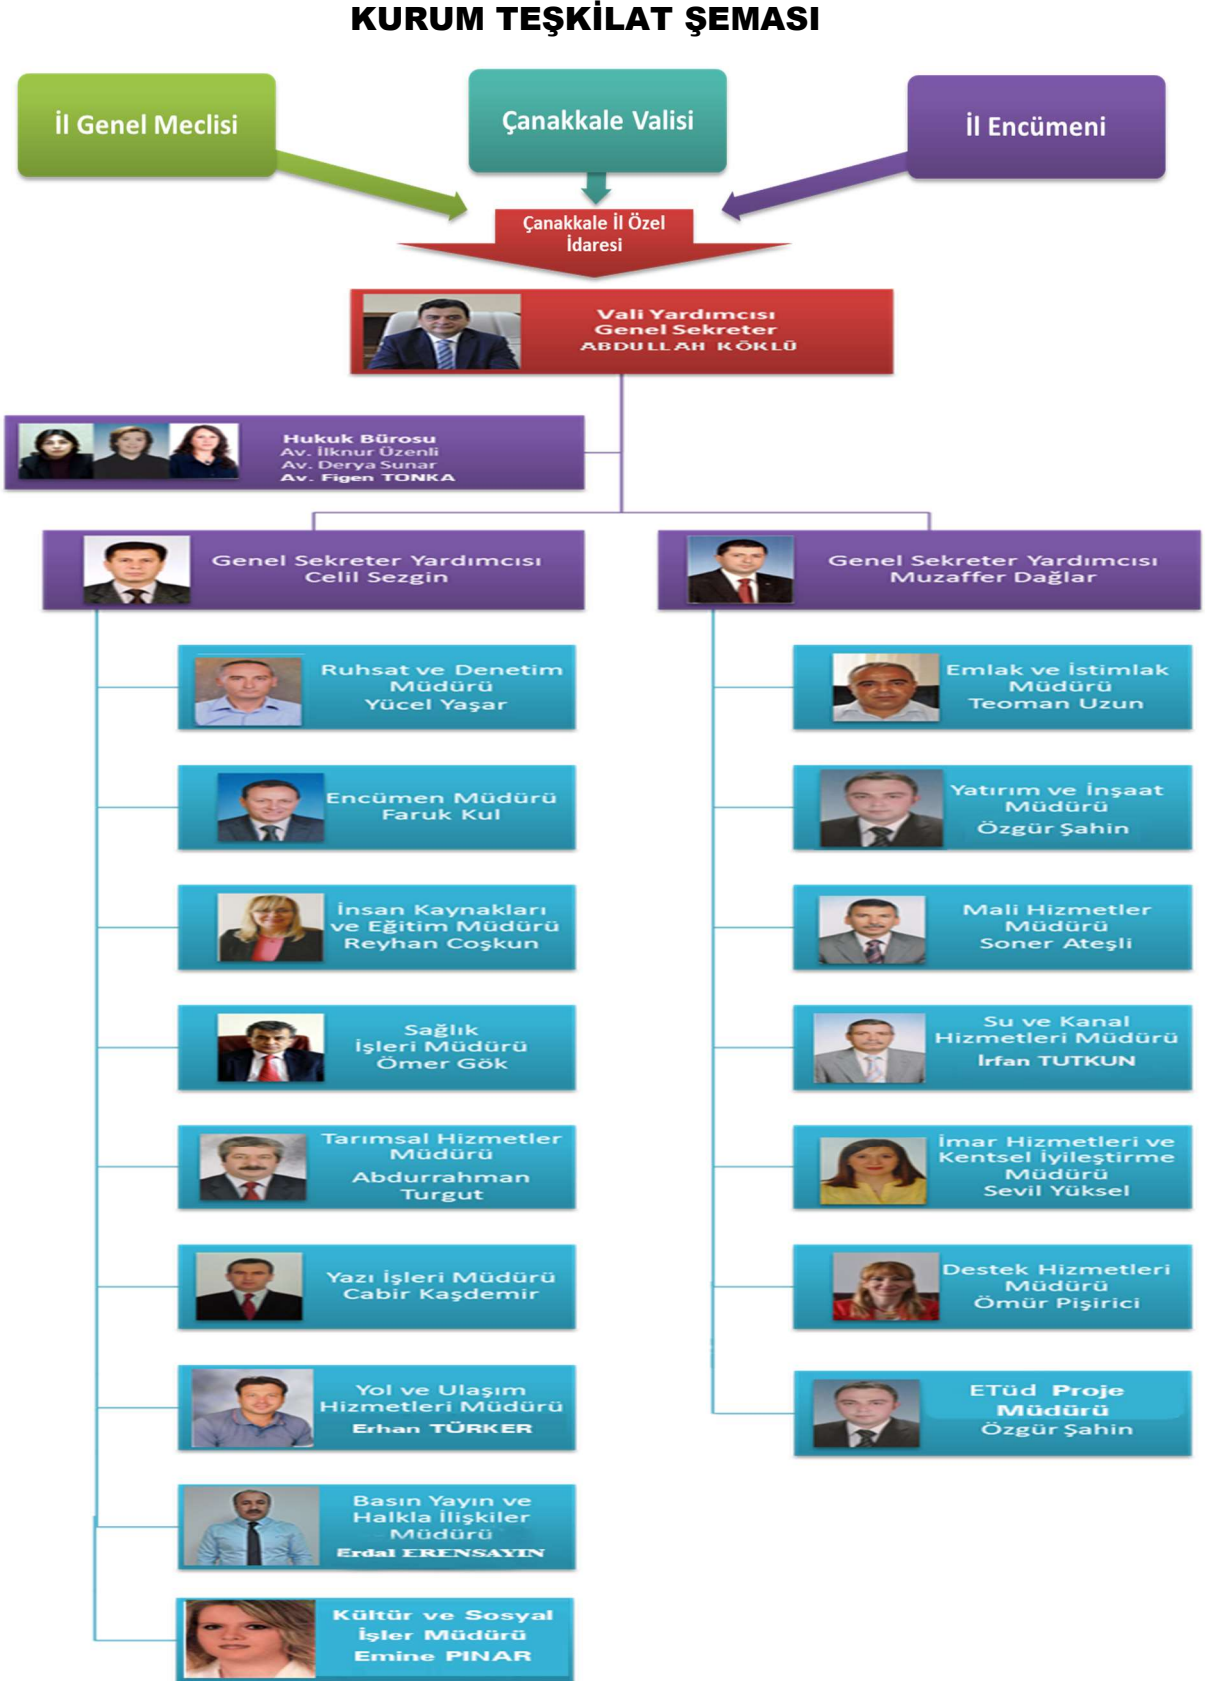 KURUM TEŞKİLAT ŞEMASI
İl Genel Meclisi
Çanakkale Valisi
İl Encümeni
Çanakkale İl Özel
İdaresi
Vali Yardımcısı
Genel Sekreter
ABDULLAH KÖKLÜ
Hukuk Bürosu
Av. İlknur Üzenli
Av. Derya Sunar
Av. Figen TONKA
Genel Sekreter Yardımcısı
Celil Sezgin
Genel Sekreter Yardımcısı
Muzaffer Dağlar
Ruhsat ve Denetim
Müdürü
Yücel Yaşar
Encümen Müdürü
Faruk Kul
İnsan Kaynakları
ve Eğitim Müdürü
Reyhan Coşkun
Sağlık
İşleri Müdürü
Ömer Gök
Tarımsal Hizmetler
Müdürü
Abdurrahman
Turgut
Yazı İşleri Müdürü
Cabir Kaşdemir
Yol ve Ulaşım
Hizmetleri Müdürü
Erhan TÜRKER
Basın Yayın ve
Halkla İlişkiler
Müdürü
Erdal ERENSAYIN
Kültür ve Sosyal
İşler Müdürü
Emine PINAR
Emlak ve İstimlak
Müdürü
Teoman Uzun
Yatırım ve İnşaat
Müdürü
Özgür Şahin
Mali Hizmetler
Müdürü
Soner Ateşli
Su ve Kanal
Hizmetleri Müdürü
İrfan TUTKUN
İmar Hizmetleri ve
Kentsel İyileştirme
Müdürü
Sevil Yüksel
Destek Hizmetleri
Müdürü
Ömür Pişirici
ETüd Proje
Müdürü
Özgür Şahin